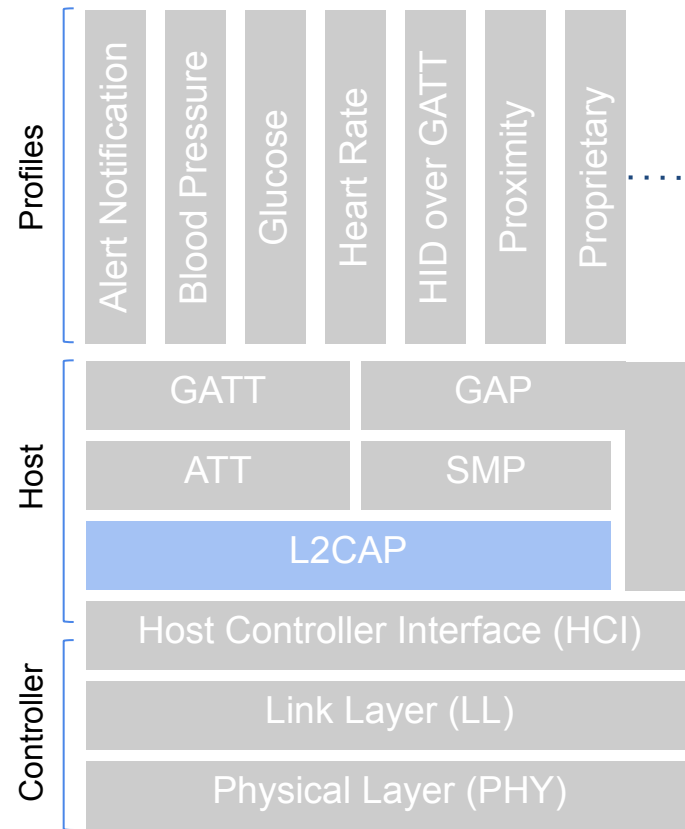 Profiles
Alert Notification
Blood Pressure
Glucose
Heart Rate
HID over GATT
Proximity
Proprietary
.....
Host
GATT
GAP
ATT
SMP
L2CAP
Controller
Host Controller Interface (HCI)
Link Layer (LL)
Physical Layer (PHY)